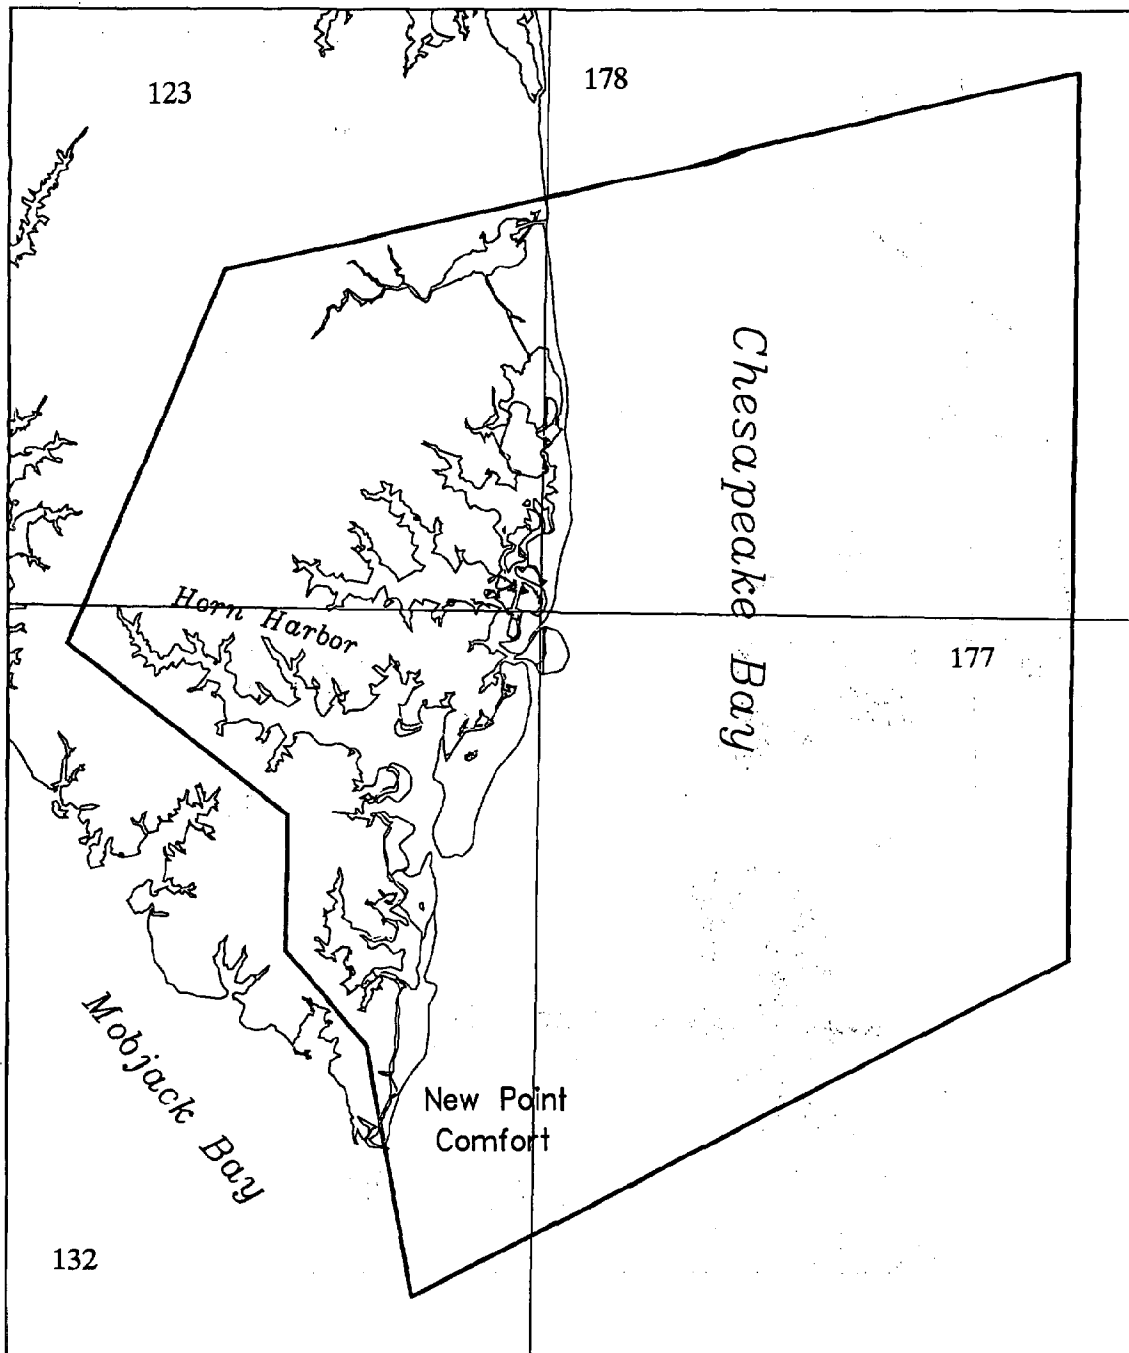 123
178
Chesapeake Bay
Horn Harbor
177
Mobjack Bay
New Point
Comfort
132